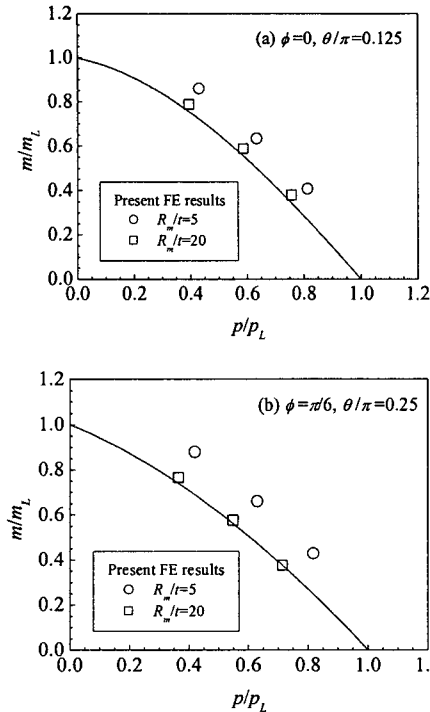 (a) ϕ=0, θ/π=0.125
1.2
1.0
0.8
0.6
0.4
0.2
0.0
m/m_L
Present FE results
R_m/t=5
R_m/t=20
0.0 0.2 0.4 0.6 0.8 1.0 1.2
p/p_L
(b) ϕ=π/6, θ/π=0.25
1.2
1.0
0.8
0.6
0.4
0.2
0.0
m/m_L
Present FE results
R_m/t=5
R_m/t=20
0.0 0.2 0.4 0.6 0.8 1.0 1.2
p/p_L